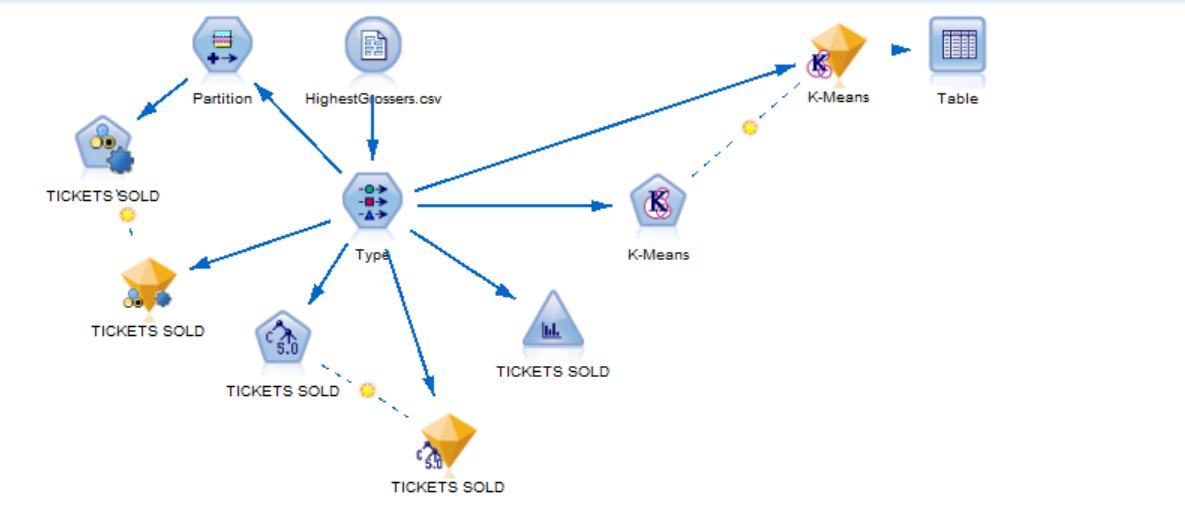 Partition
HighestGrossers.csv
K-Means
Table
TICKETS SOLD
Type
K
K-Means
K
TICKETS SOLD
C 5.0
TICKETS SOLD
TICKETS SOLD
C 5.0
TICKETS SOLD